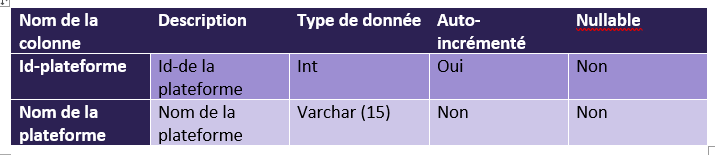 Nom de la colonne Description Type de donnée Auto-incrémenté Nullable
Id-plateforme Id-de la plateforme Int Oui Non
Nom de la plateforme Nom de la plateforme Varchar (15) Non Non